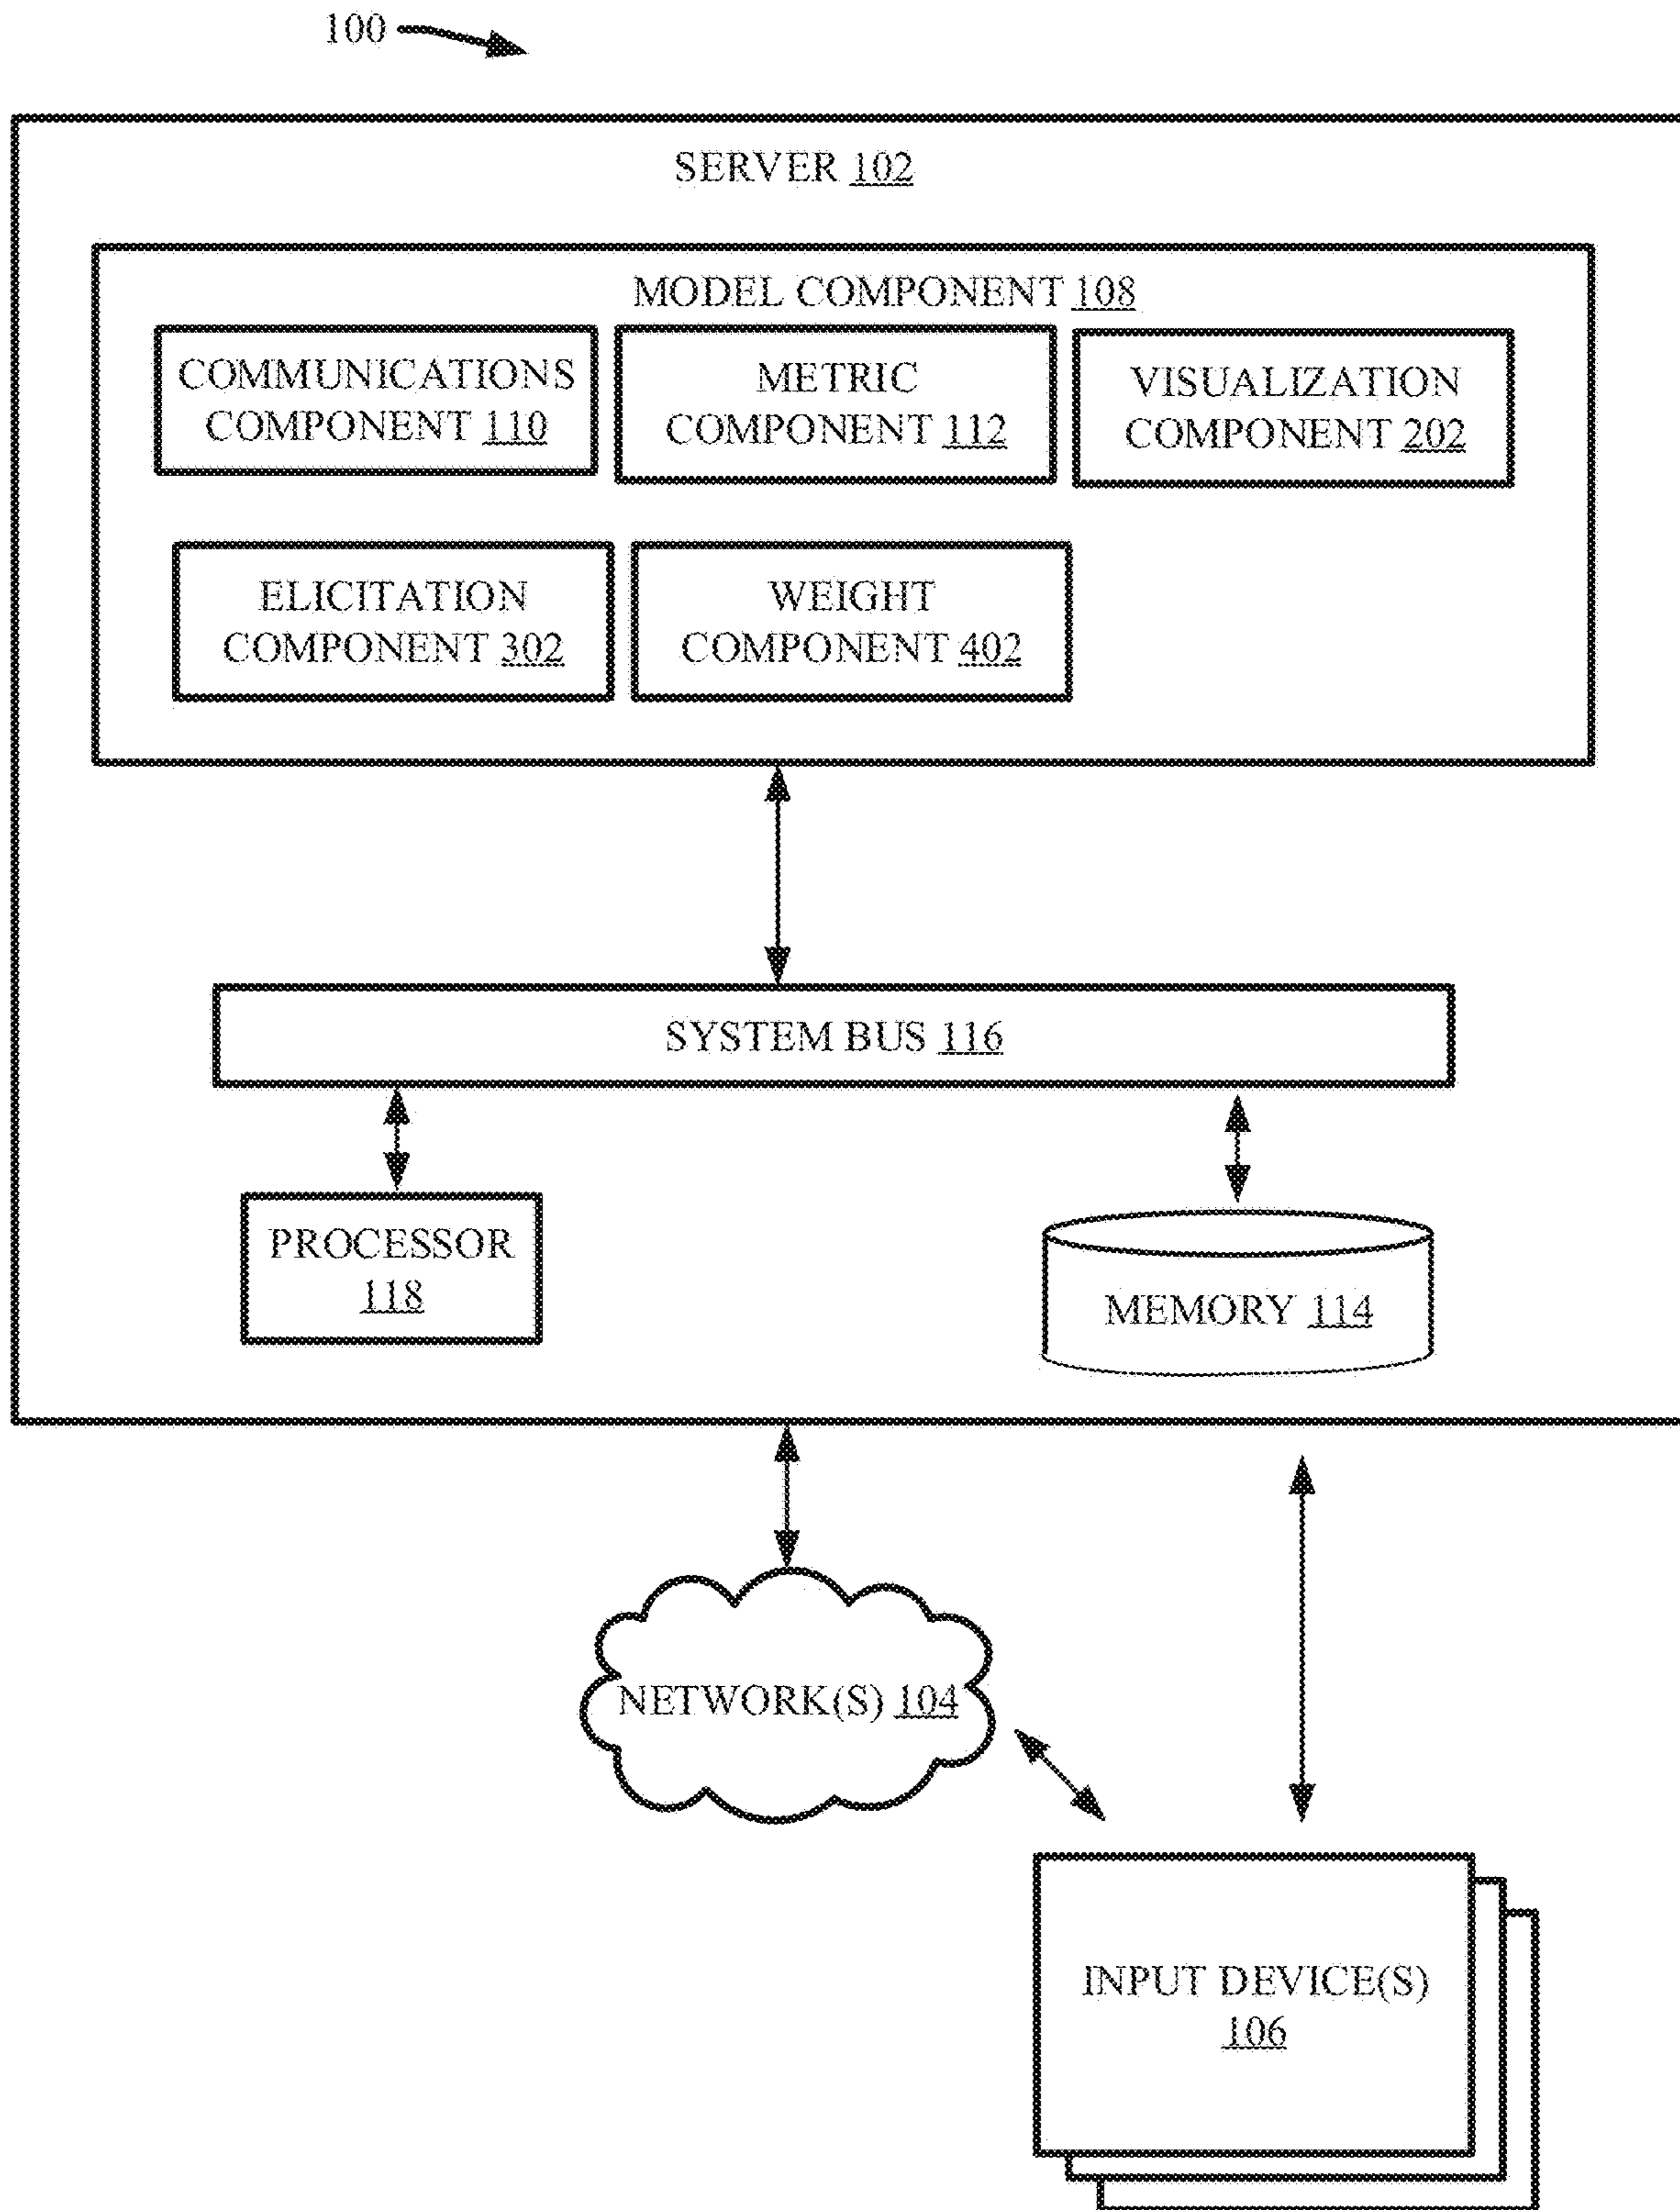 100
SERVER 102
MODEL COMPONENT 108
COMMUNICATIONS
COMPONENT 110
METRIC
COMPONENT 112
VISUALIZATION
COMPONENT 202
ELICITATION
COMPONENT 302
WEIGHT
COMPONENT 402
SYSTEM BUS 116
PROCESSOR
118
MEMORY 114
NETWORK(S) 104
INPUT DEVICE(S)
106